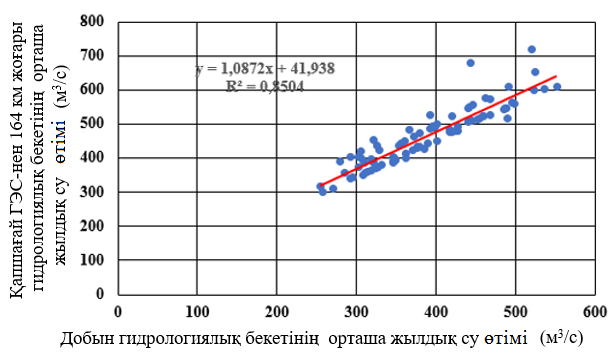 Қапшағай ГЭС-нен 164 км жоғары
гидрологиялық бекетінің орташа
жылдық су өтімі (м³/с)
800
700
600
500
400
300
200
100
0
y = 1,0872x + 41,938
R² = 0,8504
0 100 200 300 400 500 600
Добын гидрологиялық бекетінің орташа жылдық су өтімі (м³/с)